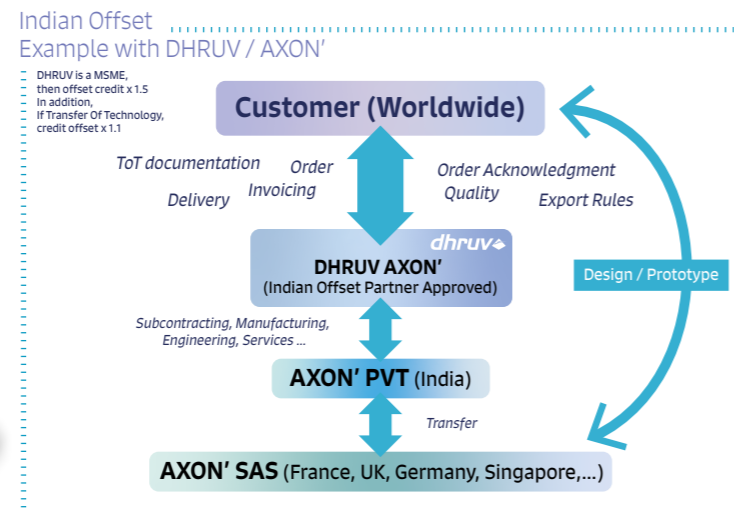 Indian Offset
Example with DHRUV / AXON’
DHRUV is a MSME,
then offset credit x 1.5
In addition,
If Transfer Of Technology,
credit offset x 1.1
Customer (Worldwide)
ToT documentation
Order
Delivery
Invoicing
Order Acknowledgment
Quality
Export Rules
dhruv
DHRUV AXON’
(Indian Offset Partner Approved)
Design / Prototype
Subcontracting, Manufacturing,
Engineering, Services ...
AXON’ PVT (India)
Transfer
AXON’ SAS (France, UK, Germany, Singapore,...)